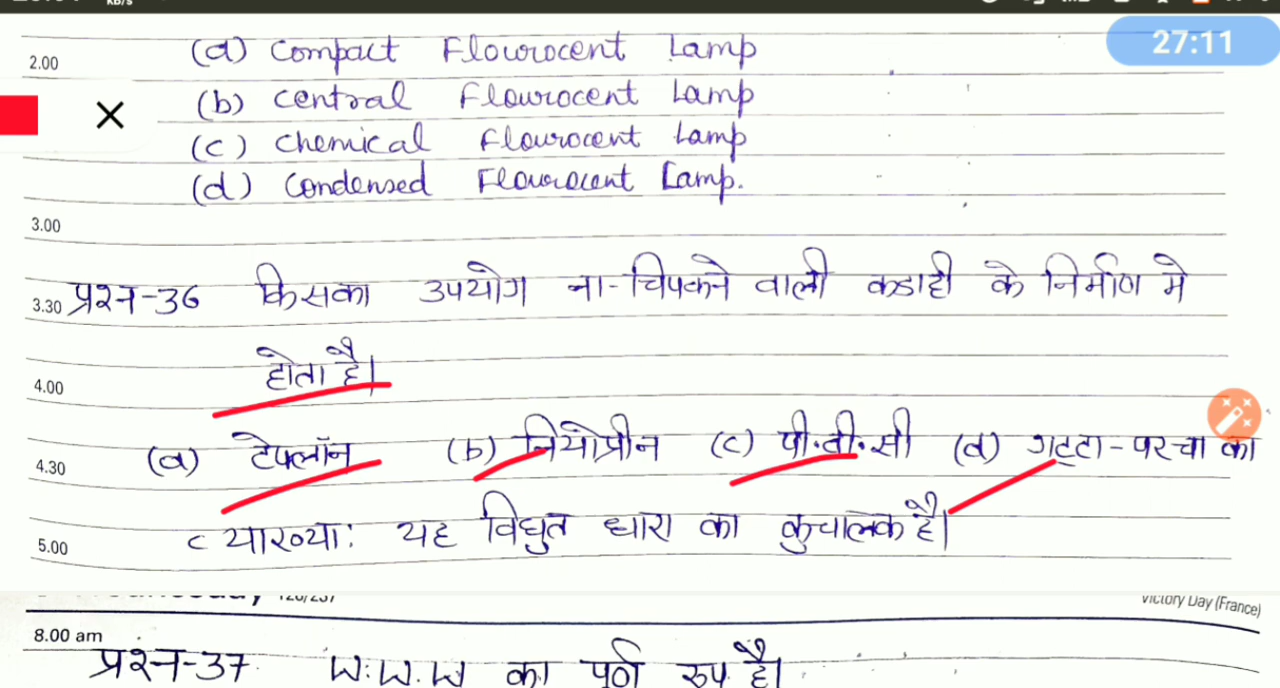 KB/s
27:11
2.00 (a) Compact Flourocent Lamp
(b) Central Flourocent Lamp
(c) Chemical Flourocent Lamp
(d) Condensed Flourocent Lamp.
3.00
3.30 प्रश्न-36 किसका उपयोग ना-चिपकने वाली कडाही के निर्माण मे
होता है।
4.00
4.30 (a) टेफ्लॉन (b) नियोप्रीन (c) पी.वी.सी (d) गट्टा-परचा का
5.00 व्याख्या: यह विधुत धारा का कुचालक है।
Victory Day (France)
8.00 am
प्रश्न-37. W.W.W का पूर्ण रुप है।